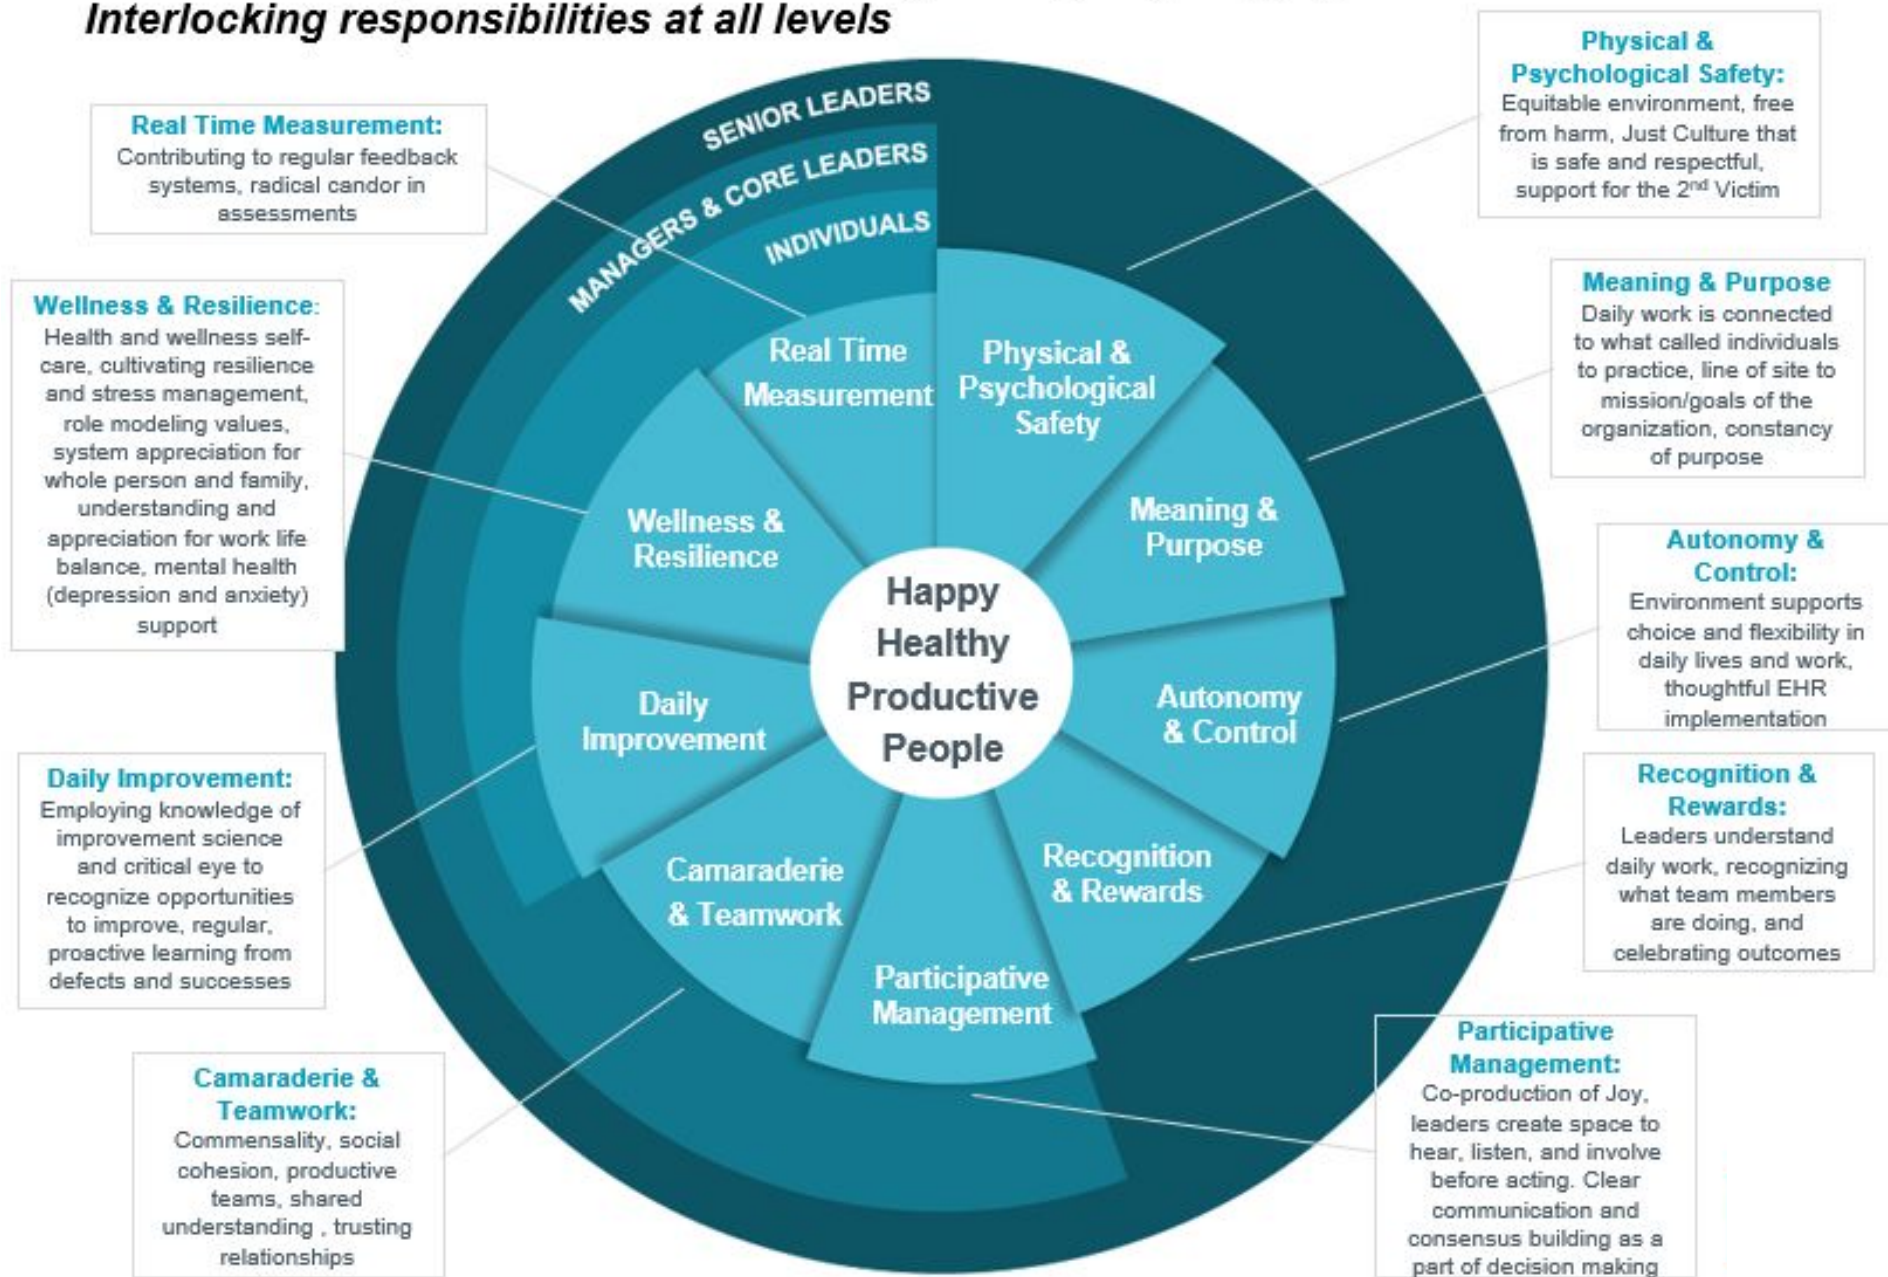 Interlocking responsibilities at all levels
SENIOR LEADERS
MANAGERS & CORE LEADERS
INDIVIDUALS
Real Time
Measurement
Physical &
Psychological
Safety
Meaning &
Purpose
Autonomy
& Control
Recognition
& Rewards
Participative
Management
Camaraderie
& Teamwork
Daily
Improvement
Wellness &
Resilience
Happy
Healthy
Productive
People
Physical &
Psychological Safety:
Equitable environment, free
from harm, Just Culture that
is safe and respectful,
support for the 2nd Victim
Meaning & Purpose
Daily work is connected
to what called individuals
to practice, line of site to
mission/goals of the
organization, constancy
of purpose
Autonomy &
Control:
Environment supports
choice and flexibility in
daily lives and work,
thoughtful EHR
implementation
Recognition &
Rewards:
Leaders understand
daily work, recognizing
what team members
are doing, and
celebrating outcomes
Participative
Management:
Co-production of Joy,
leaders create space to
hear, listen, and involve
before acting. Clear
communication and
consensus building as a
part of decision making
Camaraderie &
Teamwork:
Commensality, social
cohesion, productive
teams, shared
understanding , trusting
relationships
Daily Improvement:
Employing knowledge of
improvement science
and critical eye to
recognize opportunities
to improve, regular,
proactive learning from
defects and successes
Wellness & Resilience:
Health and wellness self-
care, cultivating resilience
and stress management,
role modeling values,
system appreciation for
whole person and family,
understanding and
appreciation for work life
balance, mental health
(depression and anxiety)
support
Real Time Measurement:
Contributing to regular feedback
systems, radical candor in
assessments